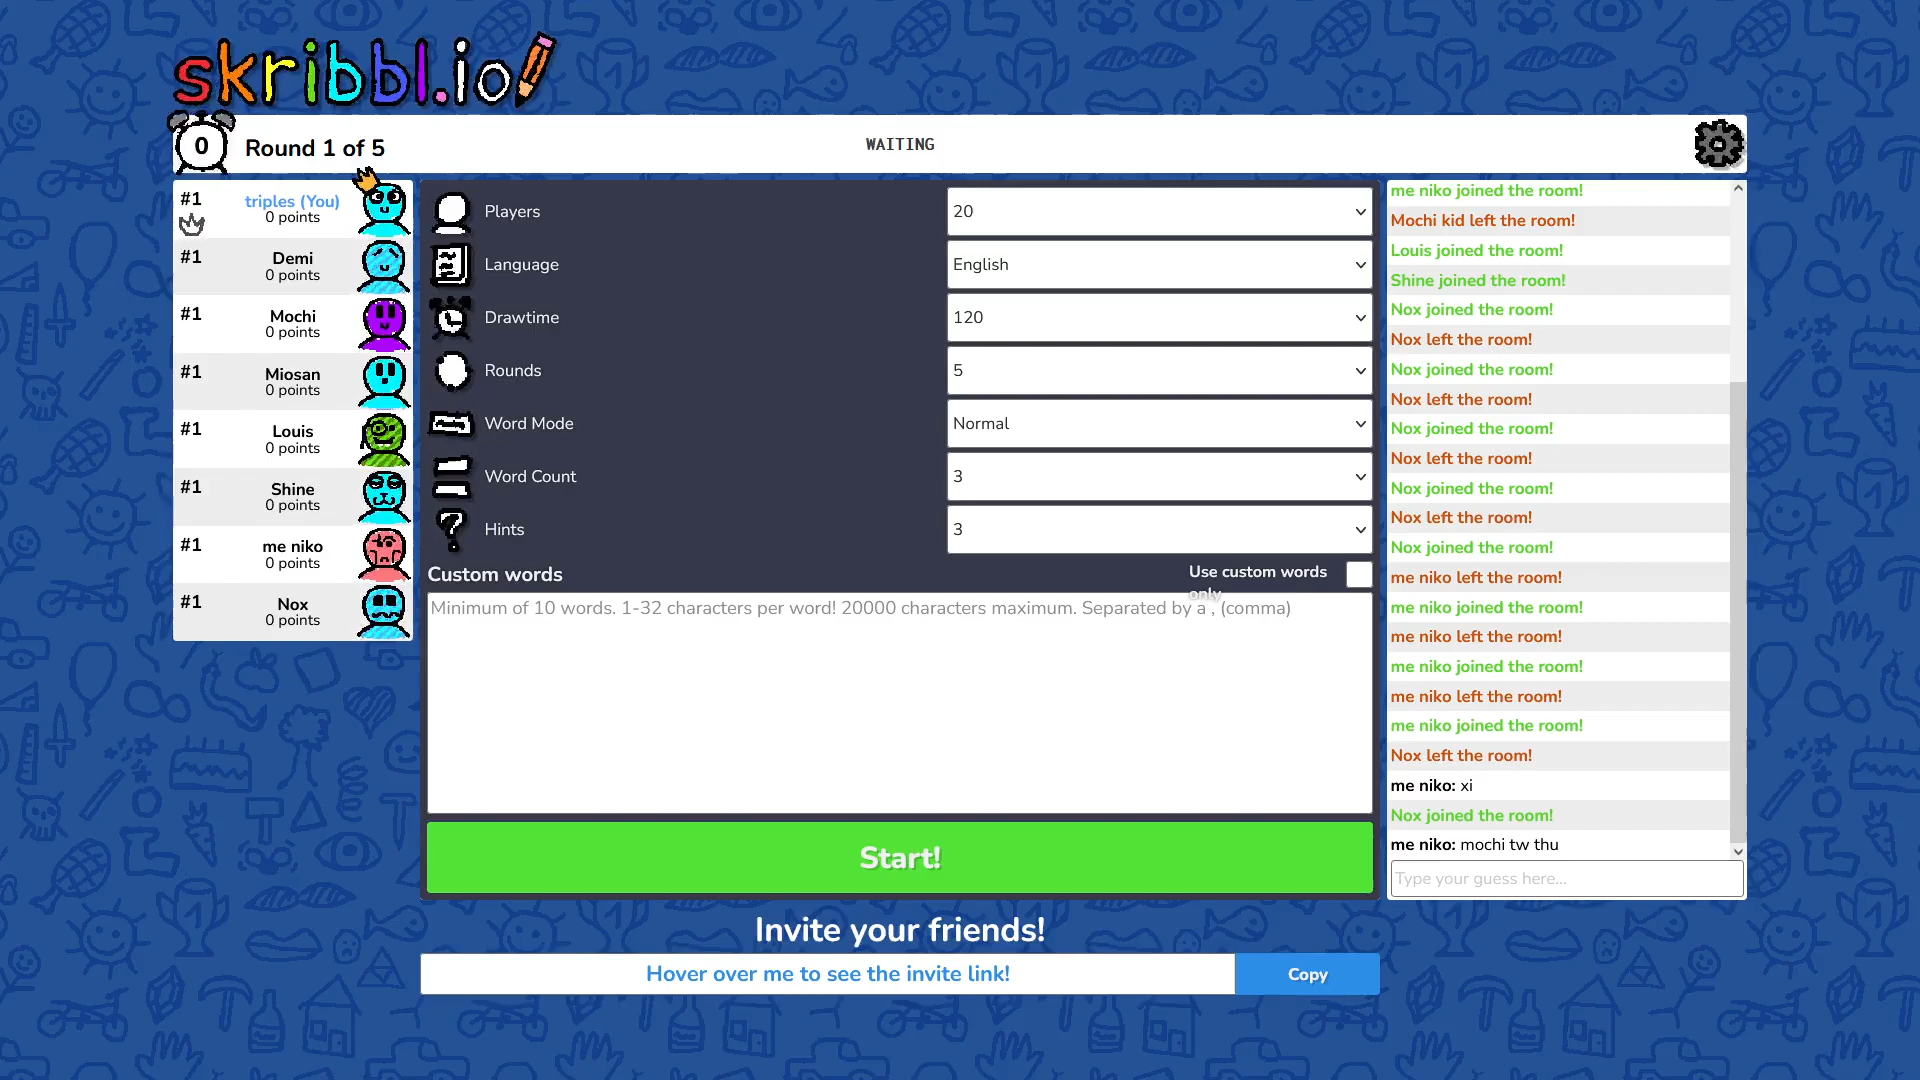 skribbl.io
0
Round 1 of 5
WAITING
#1
triples (You)
0 points
#1
Demi
0 points
#1
Mochi
0 points
#1
Miosan
0 points
#1
Louis
0 points
#1
Shine
0 points
#1
me niko
0 points
#1
Nox
0 points
Players
20
Language
English
Drawtime
120
Rounds
5
Word Mode
Normal
Word Count
3
Hints
3
Custom words
Use custom words
only
Minimum of 10 words. 1-32 characters per word! 20000 characters maximum. Separated by a , (comma)
Start!
Invite your friends!
Hover over me to see the invite link!
Copy
me niko joined the room!
Mochi kid left the room!
Louis joined the room!
Shine joined the room!
Nox joined the room!
Nox left the room!
Nox joined the room!
Nox left the room!
Nox joined the room!
Nox left the room!
Nox joined the room!
Nox left the room!
Nox joined the room!
me niko left the room!
me niko joined the room!
me niko left the room!
me niko joined the room!
me niko left the room!
me niko joined the room!
Nox left the room!
me niko: xi
Nox joined the room!
me niko: mochi tw thu
Type your guess here...